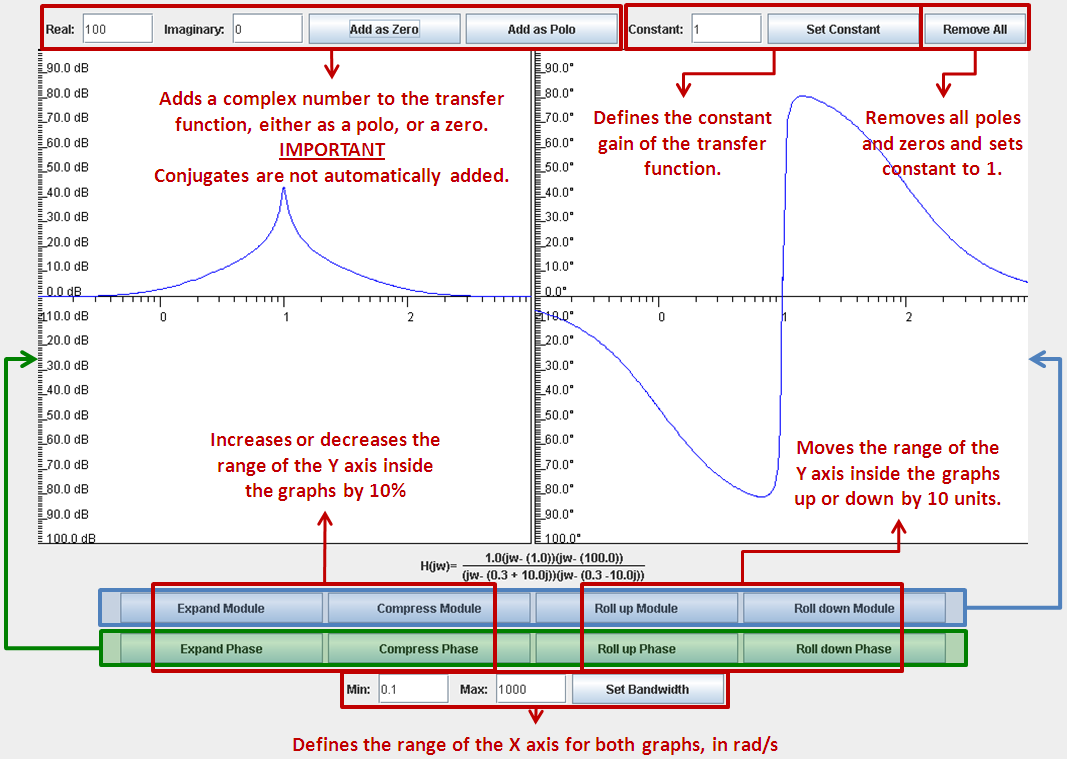 Real: 100 Imaginary: 0 Add as Zero Add as Polo Constant: 1 Set Constant Remove All
Adds a complex number to the transfer
function, either as a polo, or a zero.
IMPORTANT
Conjugates are not automatically added.
Defines the constant
gain of the transfer
function.
Removes all poles
and zeros and sets
constant to 1.
90.0 dB
80.0 dB
70.0 dB
60.0 dB
50.0 dB
40.0 dB
30.0 dB
20.0 dB
10.0 dB
0.0 dB
10.0 dB
20.0 dB
30.0 dB
40.0 dB
50.0 dB
60.0 dB
70.0 dB
80.0 dB
90.0 dB
100.0 dB
0 1 2
90.0°
80.0°
70.0°
60.0°
50.0°
40.0°
30.0°
20.0°
10.0°
0.0°
10.0°
20.0°
30.0°
40.0°
50.0°
60.0°
70.0°
80.0°
90.0°
100.0°
0 1 2
Increases or decreases the
range of the Y axis inside
the graphs by 10%
Moves the range of the
Y axis inside the graphs
up or down by 10 units.
1.0(jw- (1.0))(jw- (100.0))
H(jw)=
(jw- (0.3 + 10.0j))(jw- (0.3 -10.0j))
Expand Module Compress Module Roll up Module Roll down Module
Expand Phase Compress Phase Roll up Phase Roll down Phase
Min: 0.1 Max: 1000 Set Bandwidth
Defines the range of the X axis for both graphs, in rad/s